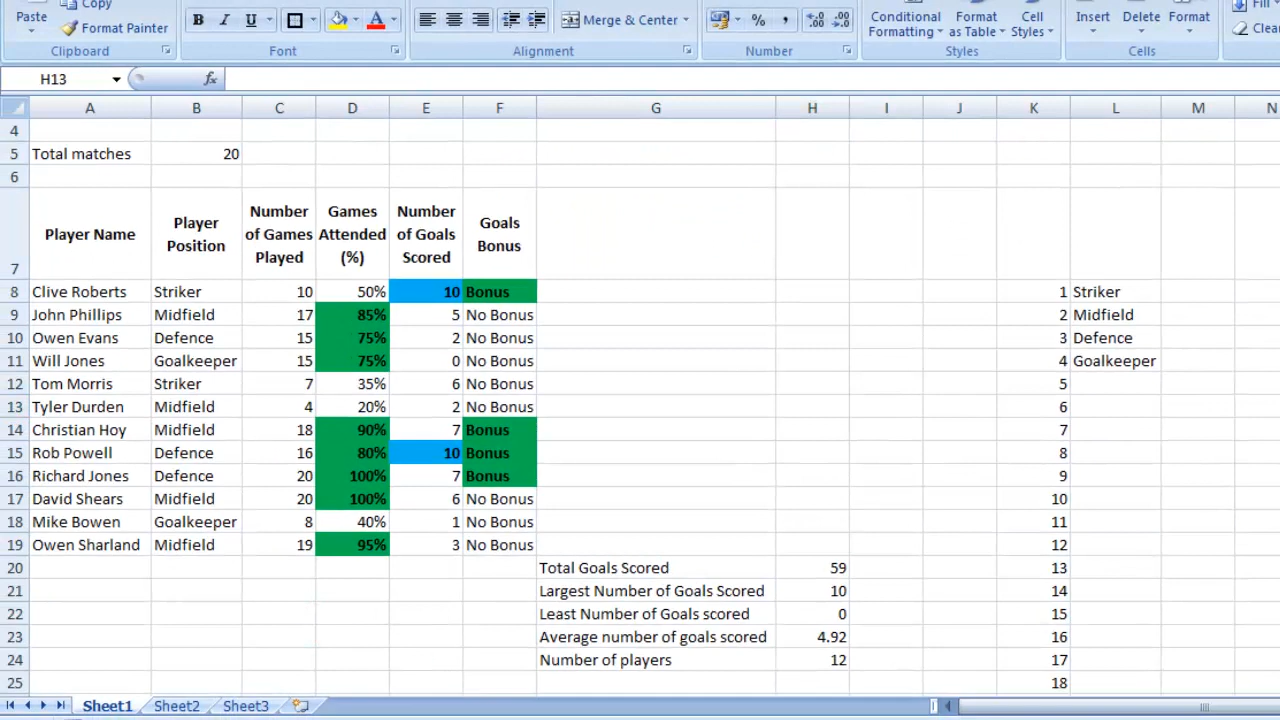 Paste
Copy
Format Painter
B I U A
Merge & Center
% ,
Conditional Formatting
Format as Table
Cell Styles
Insert Delete Format
Fill
Clear
Clipboard Font Alignment Number Styles Cells
H13 fx
A B C D E F G H I J K L M N
4
5 Total matches 20
6
7 Player Name Player Position Number of Games Played Games Attended (%) Number of Goals Scored Goals Bonus
8 Clive Roberts Striker 10 50% 10 Bonus 1 Striker
9 John Phillips Midfield 17 85% 5 No Bonus 2 Midfield
10 Owen Evans Defence 15 75% 2 No Bonus 3 Defence
11 Will Jones Goalkeeper 15 75% 0 No Bonus 4 Goalkeeper
12 Tom Morris Striker 7 35% 6 No Bonus 5
13 Tyler Durden Midfield 4 20% 2 No Bonus 6
14 Christian Hoy Midfield 18 90% 7 Bonus 7
15 Rob Powell Defence 16 80% 10 Bonus 8
16 Richard Jones Defence 20 100% 7 Bonus 9
17 David Shears Midfield 20 100% 6 No Bonus 10
18 Mike Bowen Goalkeeper 8 40% 1 No Bonus 11
19 Owen Sharland Midfield 19 95% 3 No Bonus 12
20 Total Goals Scored 59 13
21 Largest Number of Goals Scored 10 14
22 Least Number of Goals scored 0 15
23 Average number of goals scored 4.92 16
24 Number of players 12 17
25 18
Sheet1 Sheet2 Sheet3